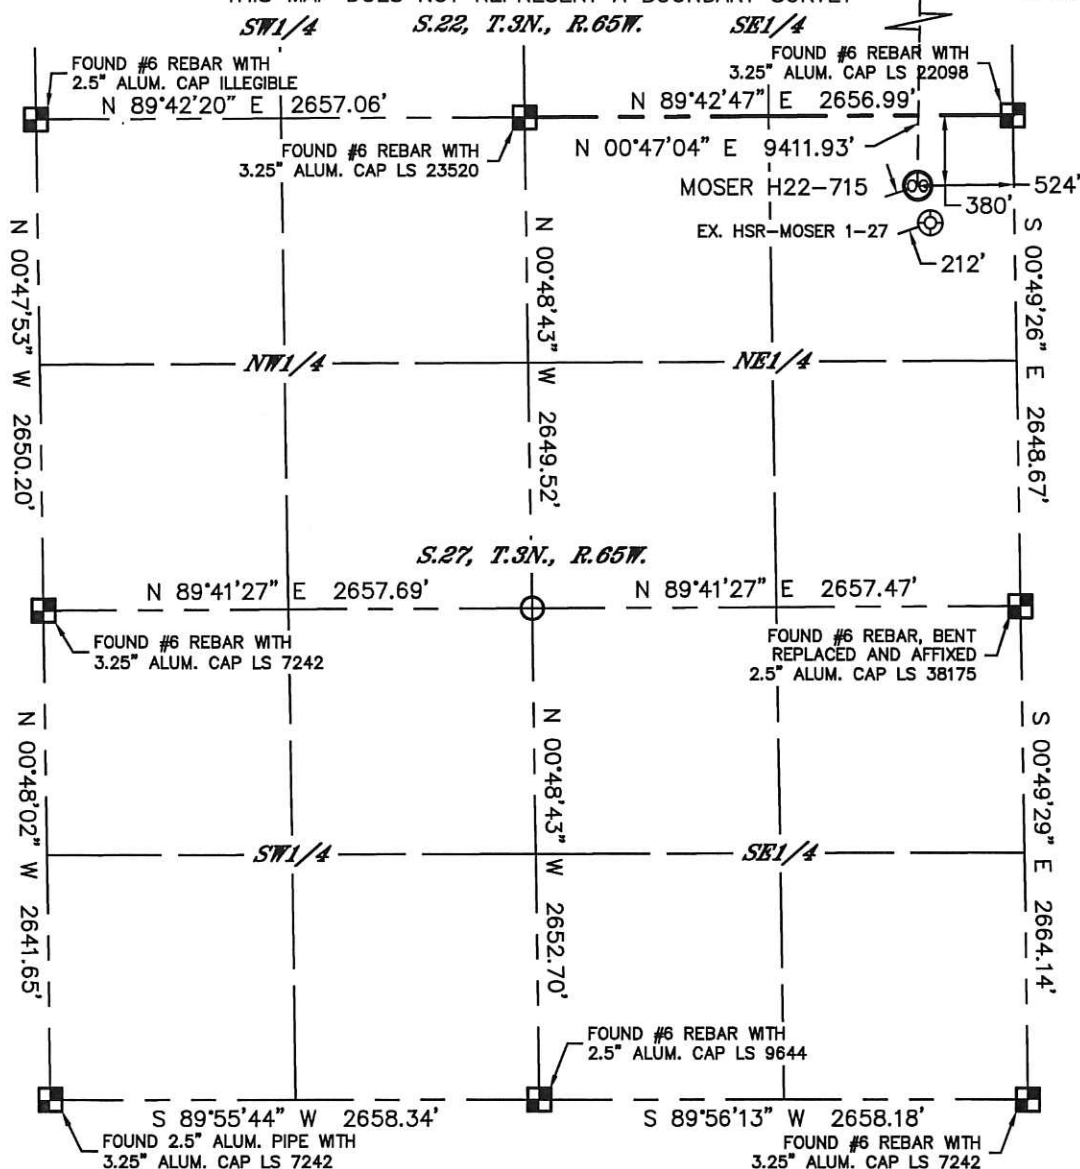 THIS MAP DOES NOT REPRESENT A BOUNDARY SURVEY
SW1/4
S.22, T.3N., R.65W.
SE1/4
FOUND #6 REBAR WITH
2.5" ALUM. CAP ILLEGIBLE
FOUND #6 REBAR WITH
3.25" ALUM. CAP LS 22098
N 89°42'20" E 2657.06'
N 89°42'47" E 2656.99'
FOUND #6 REBAR WITH
3.25" ALUM. CAP LS 23520
N 00°47'04" E 9411.93'
MOSER H22-715
524'
380'
EX. HSR-MOSER 1-27
212'
N 00°47'53" W 2650.20'
N 00°48'43" W 2649.52'
S 00°49'26" E 2648.67'
NW1/4
NE1/4
S.27, T.3N., R.65W.
N 89°41'27" E 2657.69'
N 89°41'27" E 2657.47'
FOUND #6 REBAR WITH
3.25" ALUM. CAP LS 7242
FOUND #6 REBAR, BENT
REPLACED AND AFFIXED
2.5" ALUM. CAP LS 38175
N 00°48'02" W 2641.65'
N 00°48'43" W 2652.70'
S 00°49'29" E 2664.14'
SW1/4
SE1/4
FOUND #6 REBAR WITH
2.5" ALUM. CAP LS 9644
S 89°55'44" W 2658.34'
S 89°56'13" W 2658.18'
FOUND 2.5" ALUM. PIPE WITH
3.25" ALUM. CAP LS 7242
FOUND #6 REBAR WITH
3.25" ALUM. CAP LS 7242